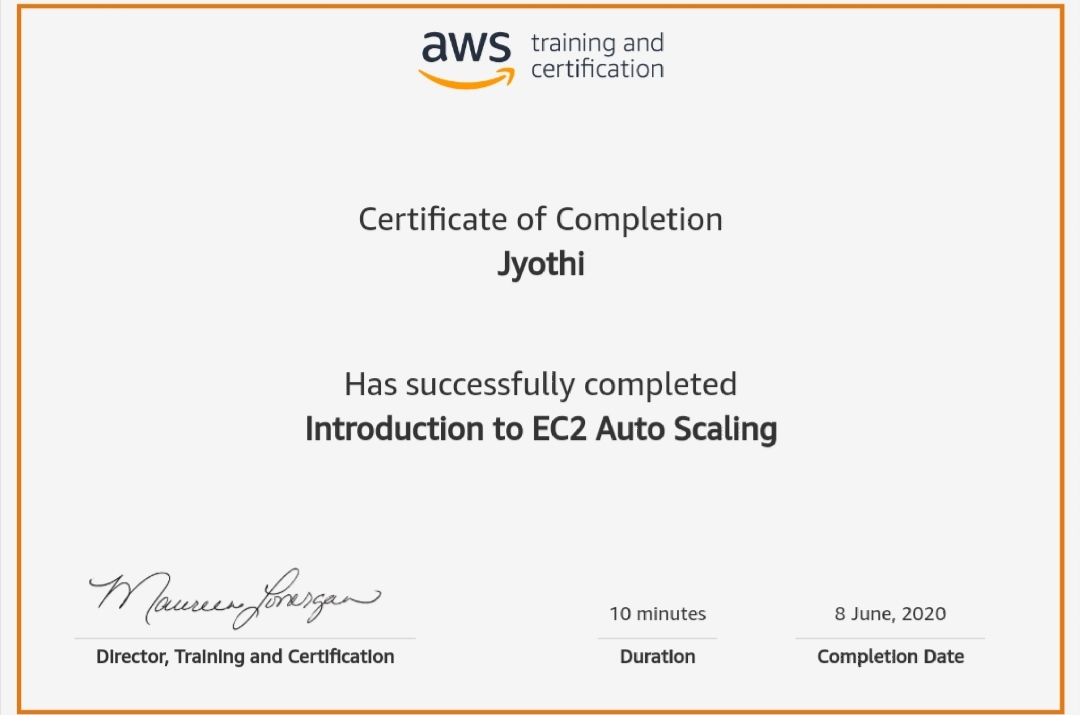 aws training and
certification
Certificate of Completion
Jyothi
Has successfully completed
Introduction to EC2 Auto Scaling
Maureen Lonergan
10 minutes
8 June, 2020
Director, Training and Certification
Duration
Completion Date